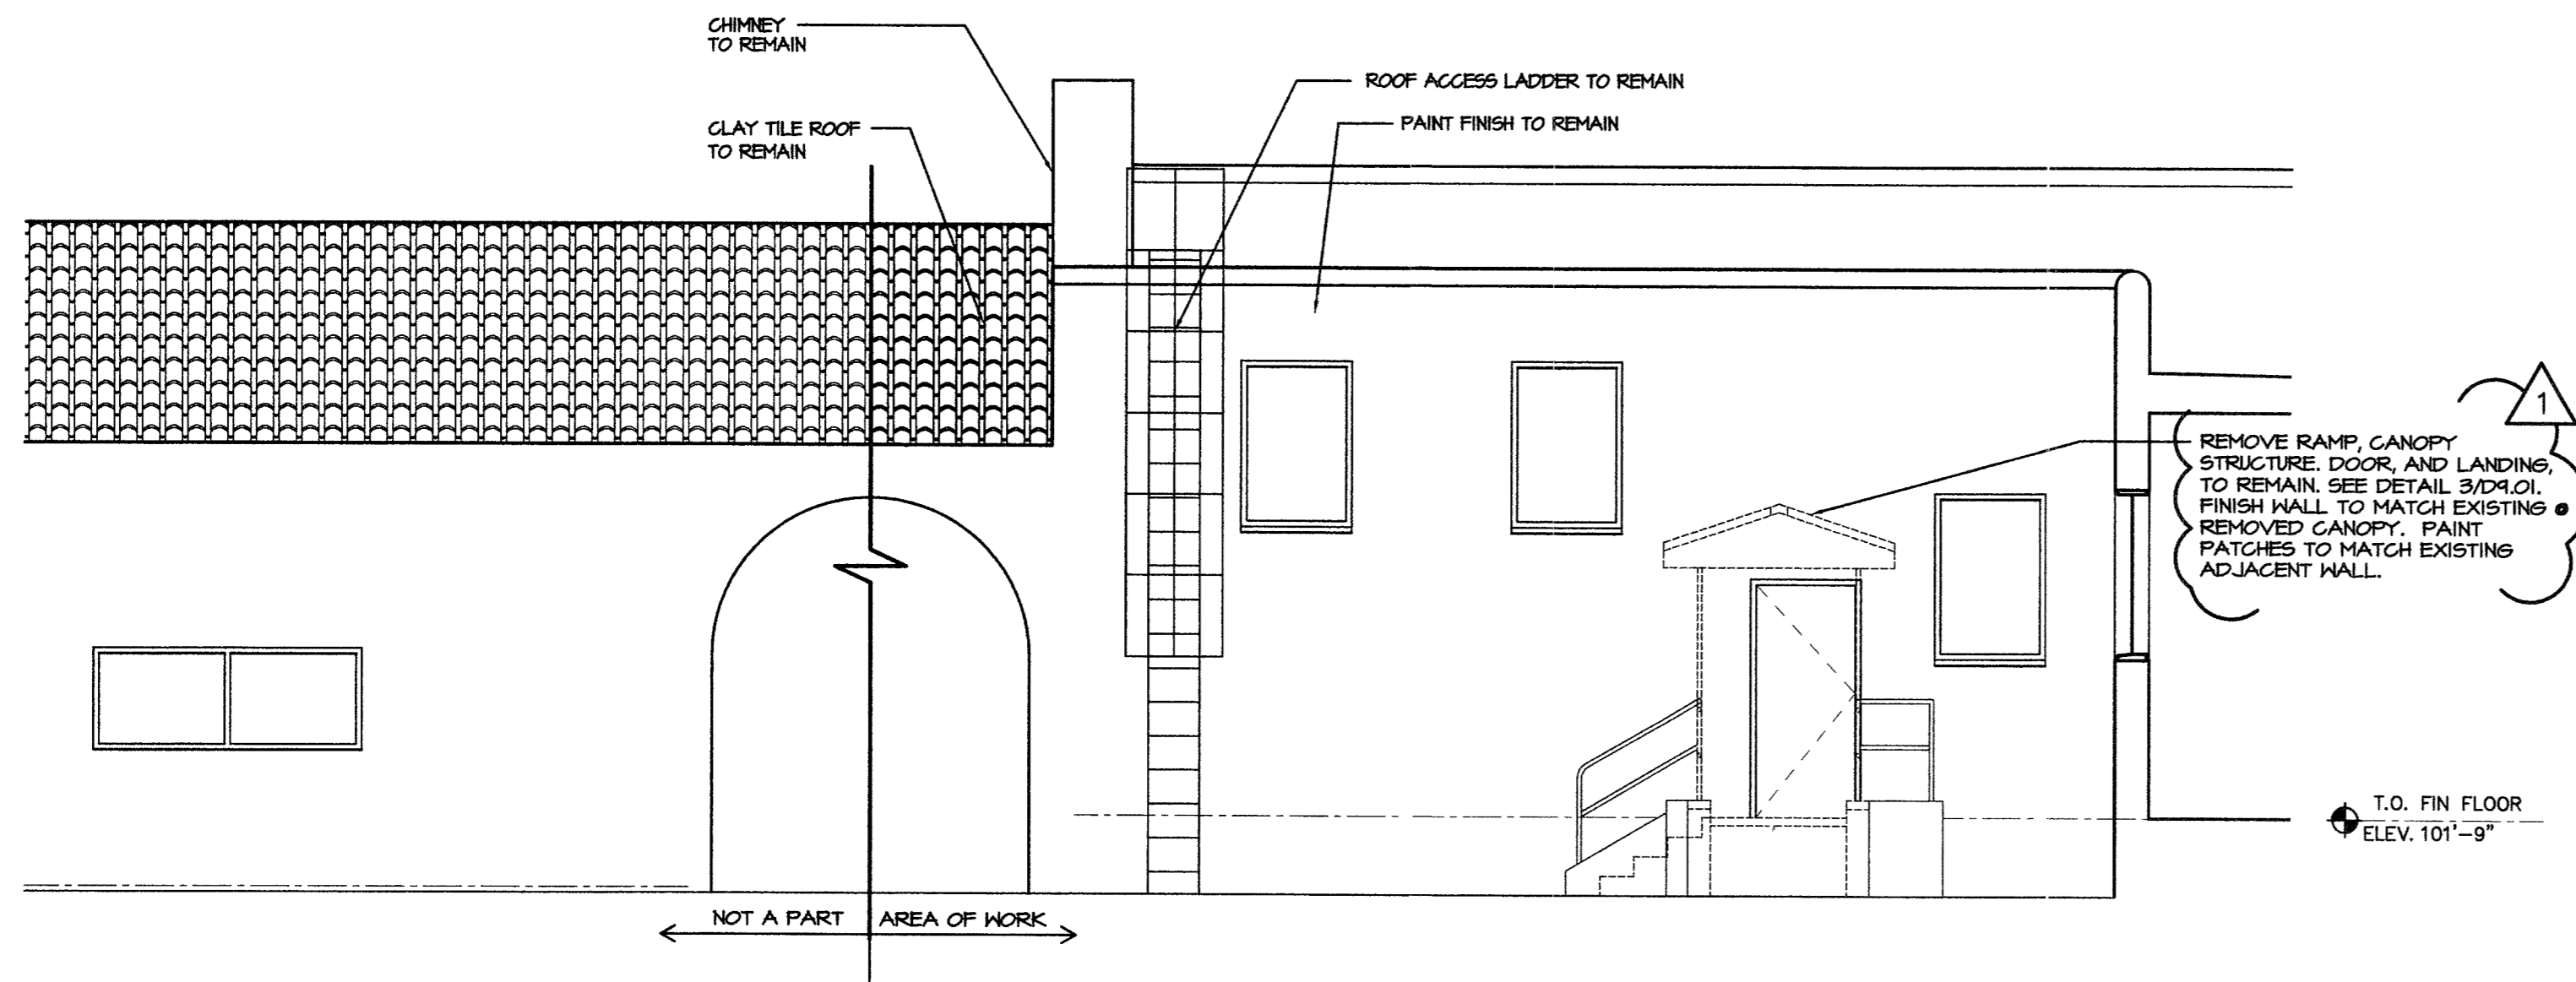 CHIMNEY
TO REMAIN
ROOF ACCESS LADDER TO REMAIN
CLAY TILE ROOF
TO REMAIN
PAINT FINISH TO REMAIN
1
REMOVE RAMP, CANOPY
STRUCTURE. DOOR, AND LANDING,
TO REMAIN. SEE DETAIL 3/D9.01.
FINISH WALL TO MATCH EXISTING @
REMOVED CANOPY. PAINT
PATCHES TO MATCH EXISTING
ADJACENT WALL.
T.O. FIN FLOOR
ELEV. 101'-9"
NOT A PART
AREA OF WORK